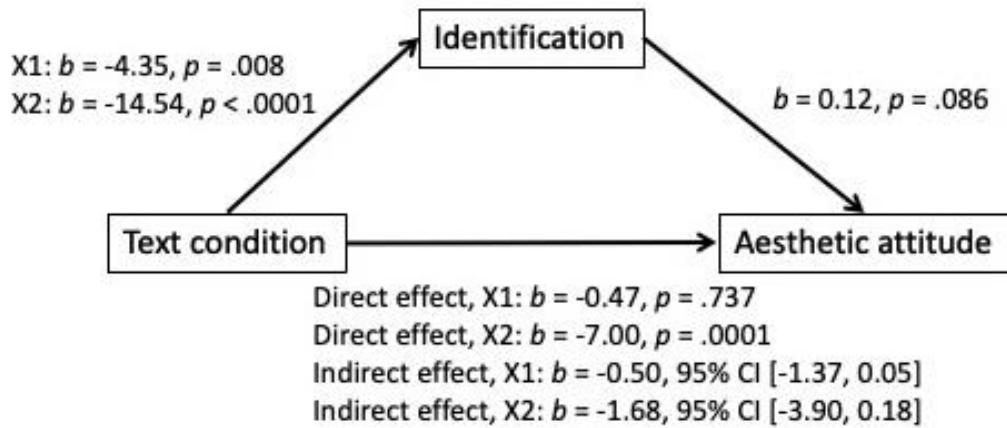 Identification
X1: b = -4.35, p = .008
X2: b = -14.54, p < .0001
b = 0.12, p = .086
Text condition
Aesthetic attitude
Direct effect, X1: b = -0.47, p = .737
Direct effect, X2: b = -7.00, p = .0001
Indirect effect, X1: b = -0.50, 95% CI [-1.37, 0.05]
Indirect effect, X2: b = -1.68, 95% CI [-3.90, 0.18]